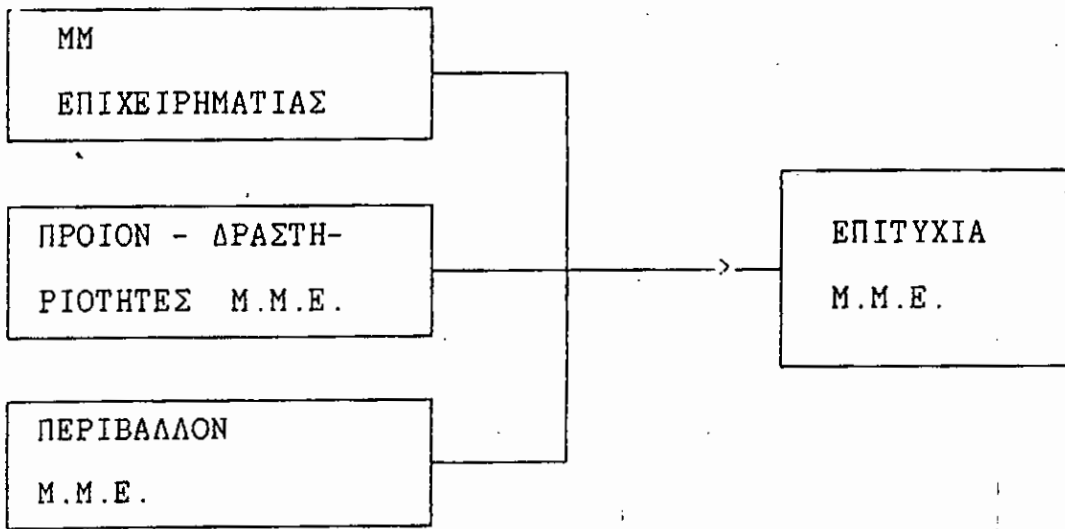 ΜΜ
ΕΠΙΧΕΙΡΗΜΑΤΙΑΣ
ΠΡΟΙΟΝ - ΔΡΑΣΤΗ-
ΡΙΟΤΗΤΕΣ Μ.Μ.Ε.
ΠΕΡΙΒΑΛΛΟΝ
Μ.Μ.Ε.
ΕΠΙΤΥΧΙΑ
Μ.Μ.Ε.